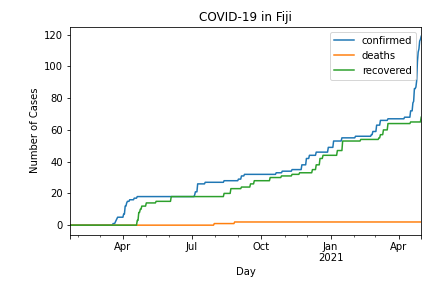 COVID-19 in Fiji
120
100
80
60
40
20
0
Number of Cases
confirmed
deaths
recovered
Apr
Jul
Oct
Jan
2021
Apr
Day